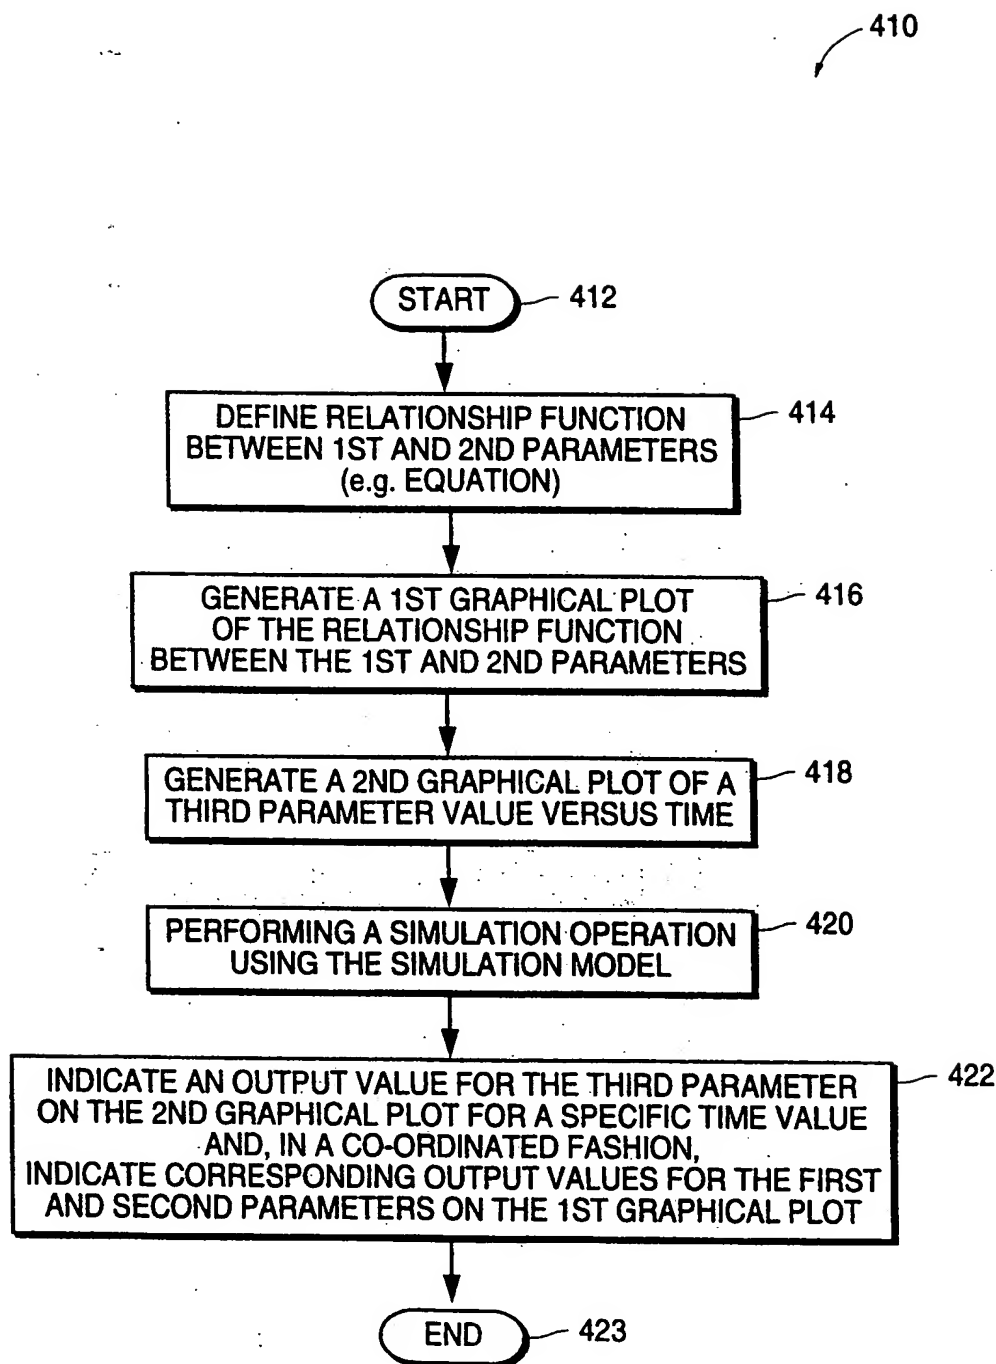 410
START
412
DEFINE RELATIONSHIP FUNCTION
BETWEEN 1ST AND 2ND PARAMETERS
(e.g. EQUATION)
414
GENERATE A 1ST GRAPHICAL PLOT
OF THE RELATIONSHIP FUNCTION
BETWEEN THE 1ST AND 2ND PARAMETERS
416
GENERATE A 2ND GRAPHICAL PLOT OF A
THIRD PARAMETER VALUE VERSUS TIME
418
PERFORMING A SIMULATION OPERATION
USING THE SIMULATION MODEL
420
INDICATE AN OUTPUT VALUE FOR THE THIRD PARAMETER
ON THE 2ND GRAPHICAL PLOT FOR A SPECIFIC TIME VALUE
AND, IN A CO-ORDINATED FASHION,
INDICATE CORRESPONDING OUTPUT VALUES FOR THE FIRST
AND SECOND PARAMETERS ON THE 1ST GRAPHICAL PLOT
422
END
423